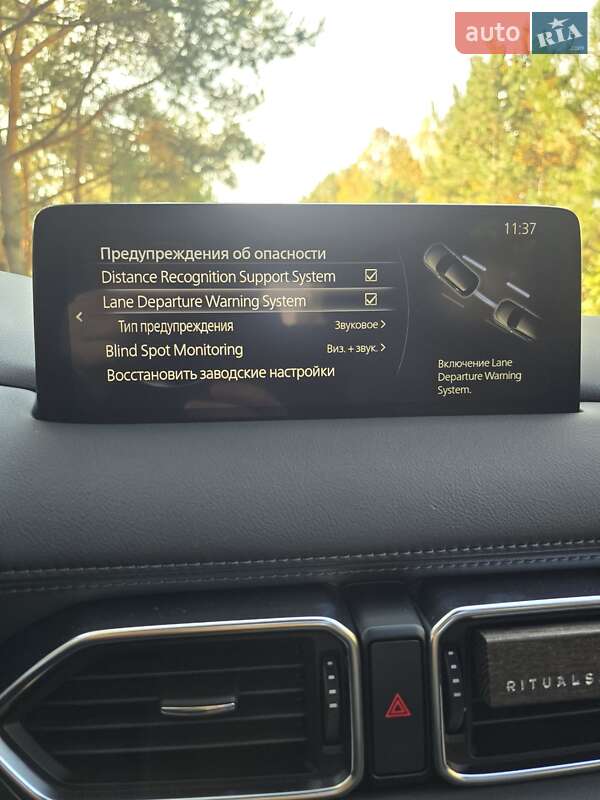 auto RIA.com
11:37
Предупреждения об опасности
Distance Recognition Support System
Lane Departure Warning System
Тип предупреждения Звуковое
Blind Spot Monitoring Виз. + звук.
Восстановить заводские настройки
Включение Lane
Departure Warning
System.
RITUALS